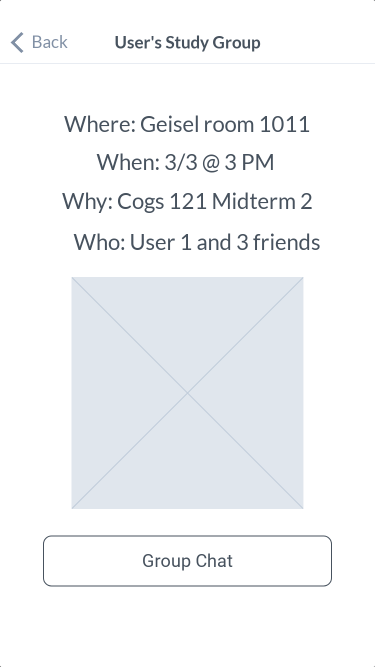 Back
User's Study Group
Where: Geisel room 1011
When: 3/3 @ 3 PM
Why: Cogs 121 Midterm 2
Who: User 1 and 3 friends
Group Chat